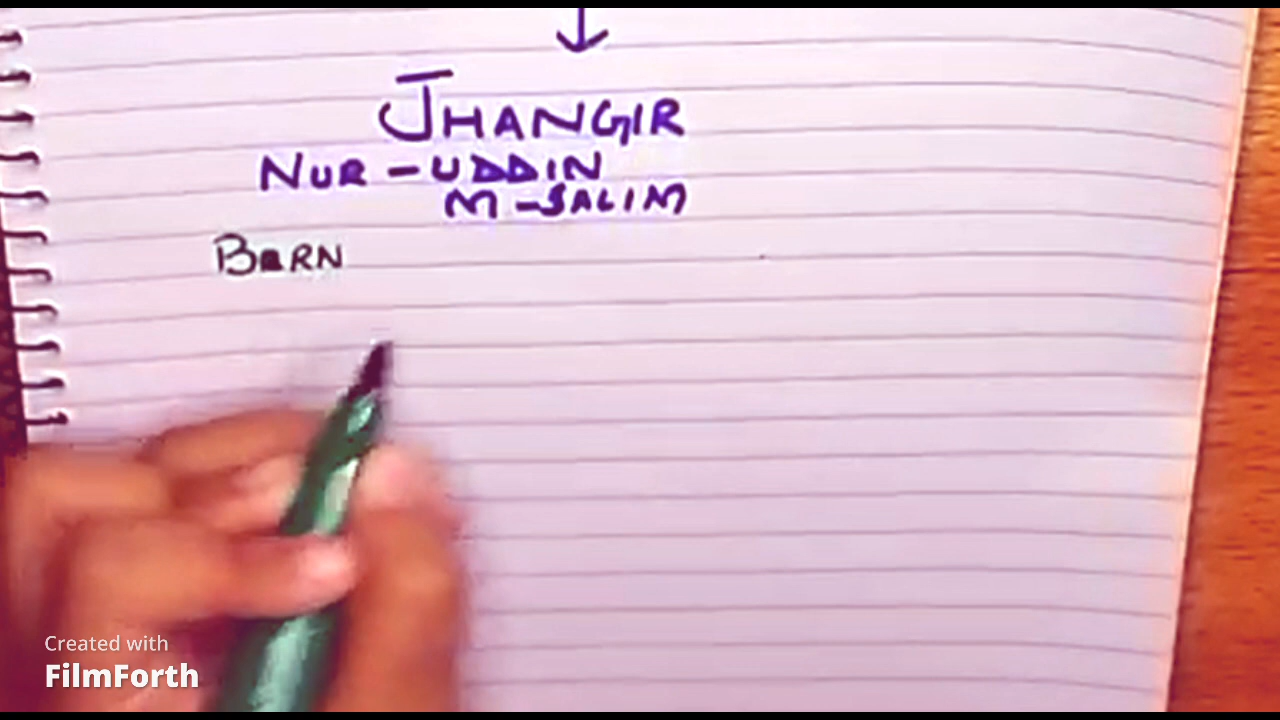 JHANGIR
NUR-UDDIN
M-SALIM
BORN
Created with
FilmForth